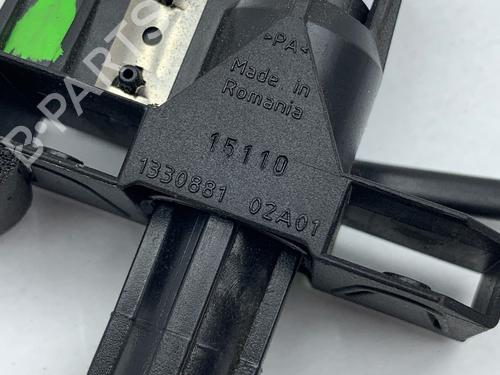 >PA<
Made in
Romania
15110
1330881 02A01
B-PARTS